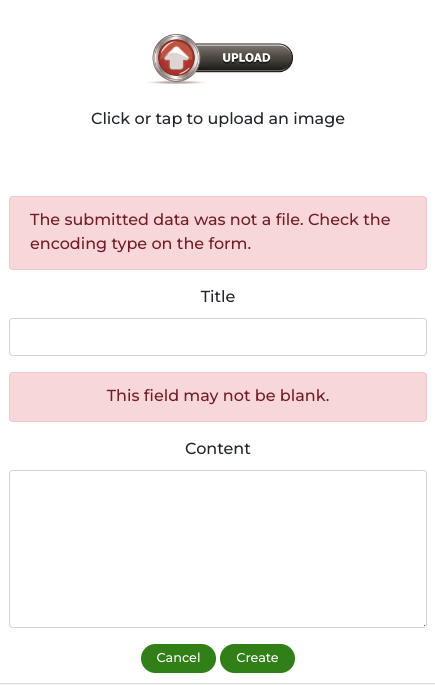 UPLOAD
Click or tap to upload an image
The submitted data was not a file. Check the
encoding type on the form.
Title
This field may not be blank.
Content
Cancel Create